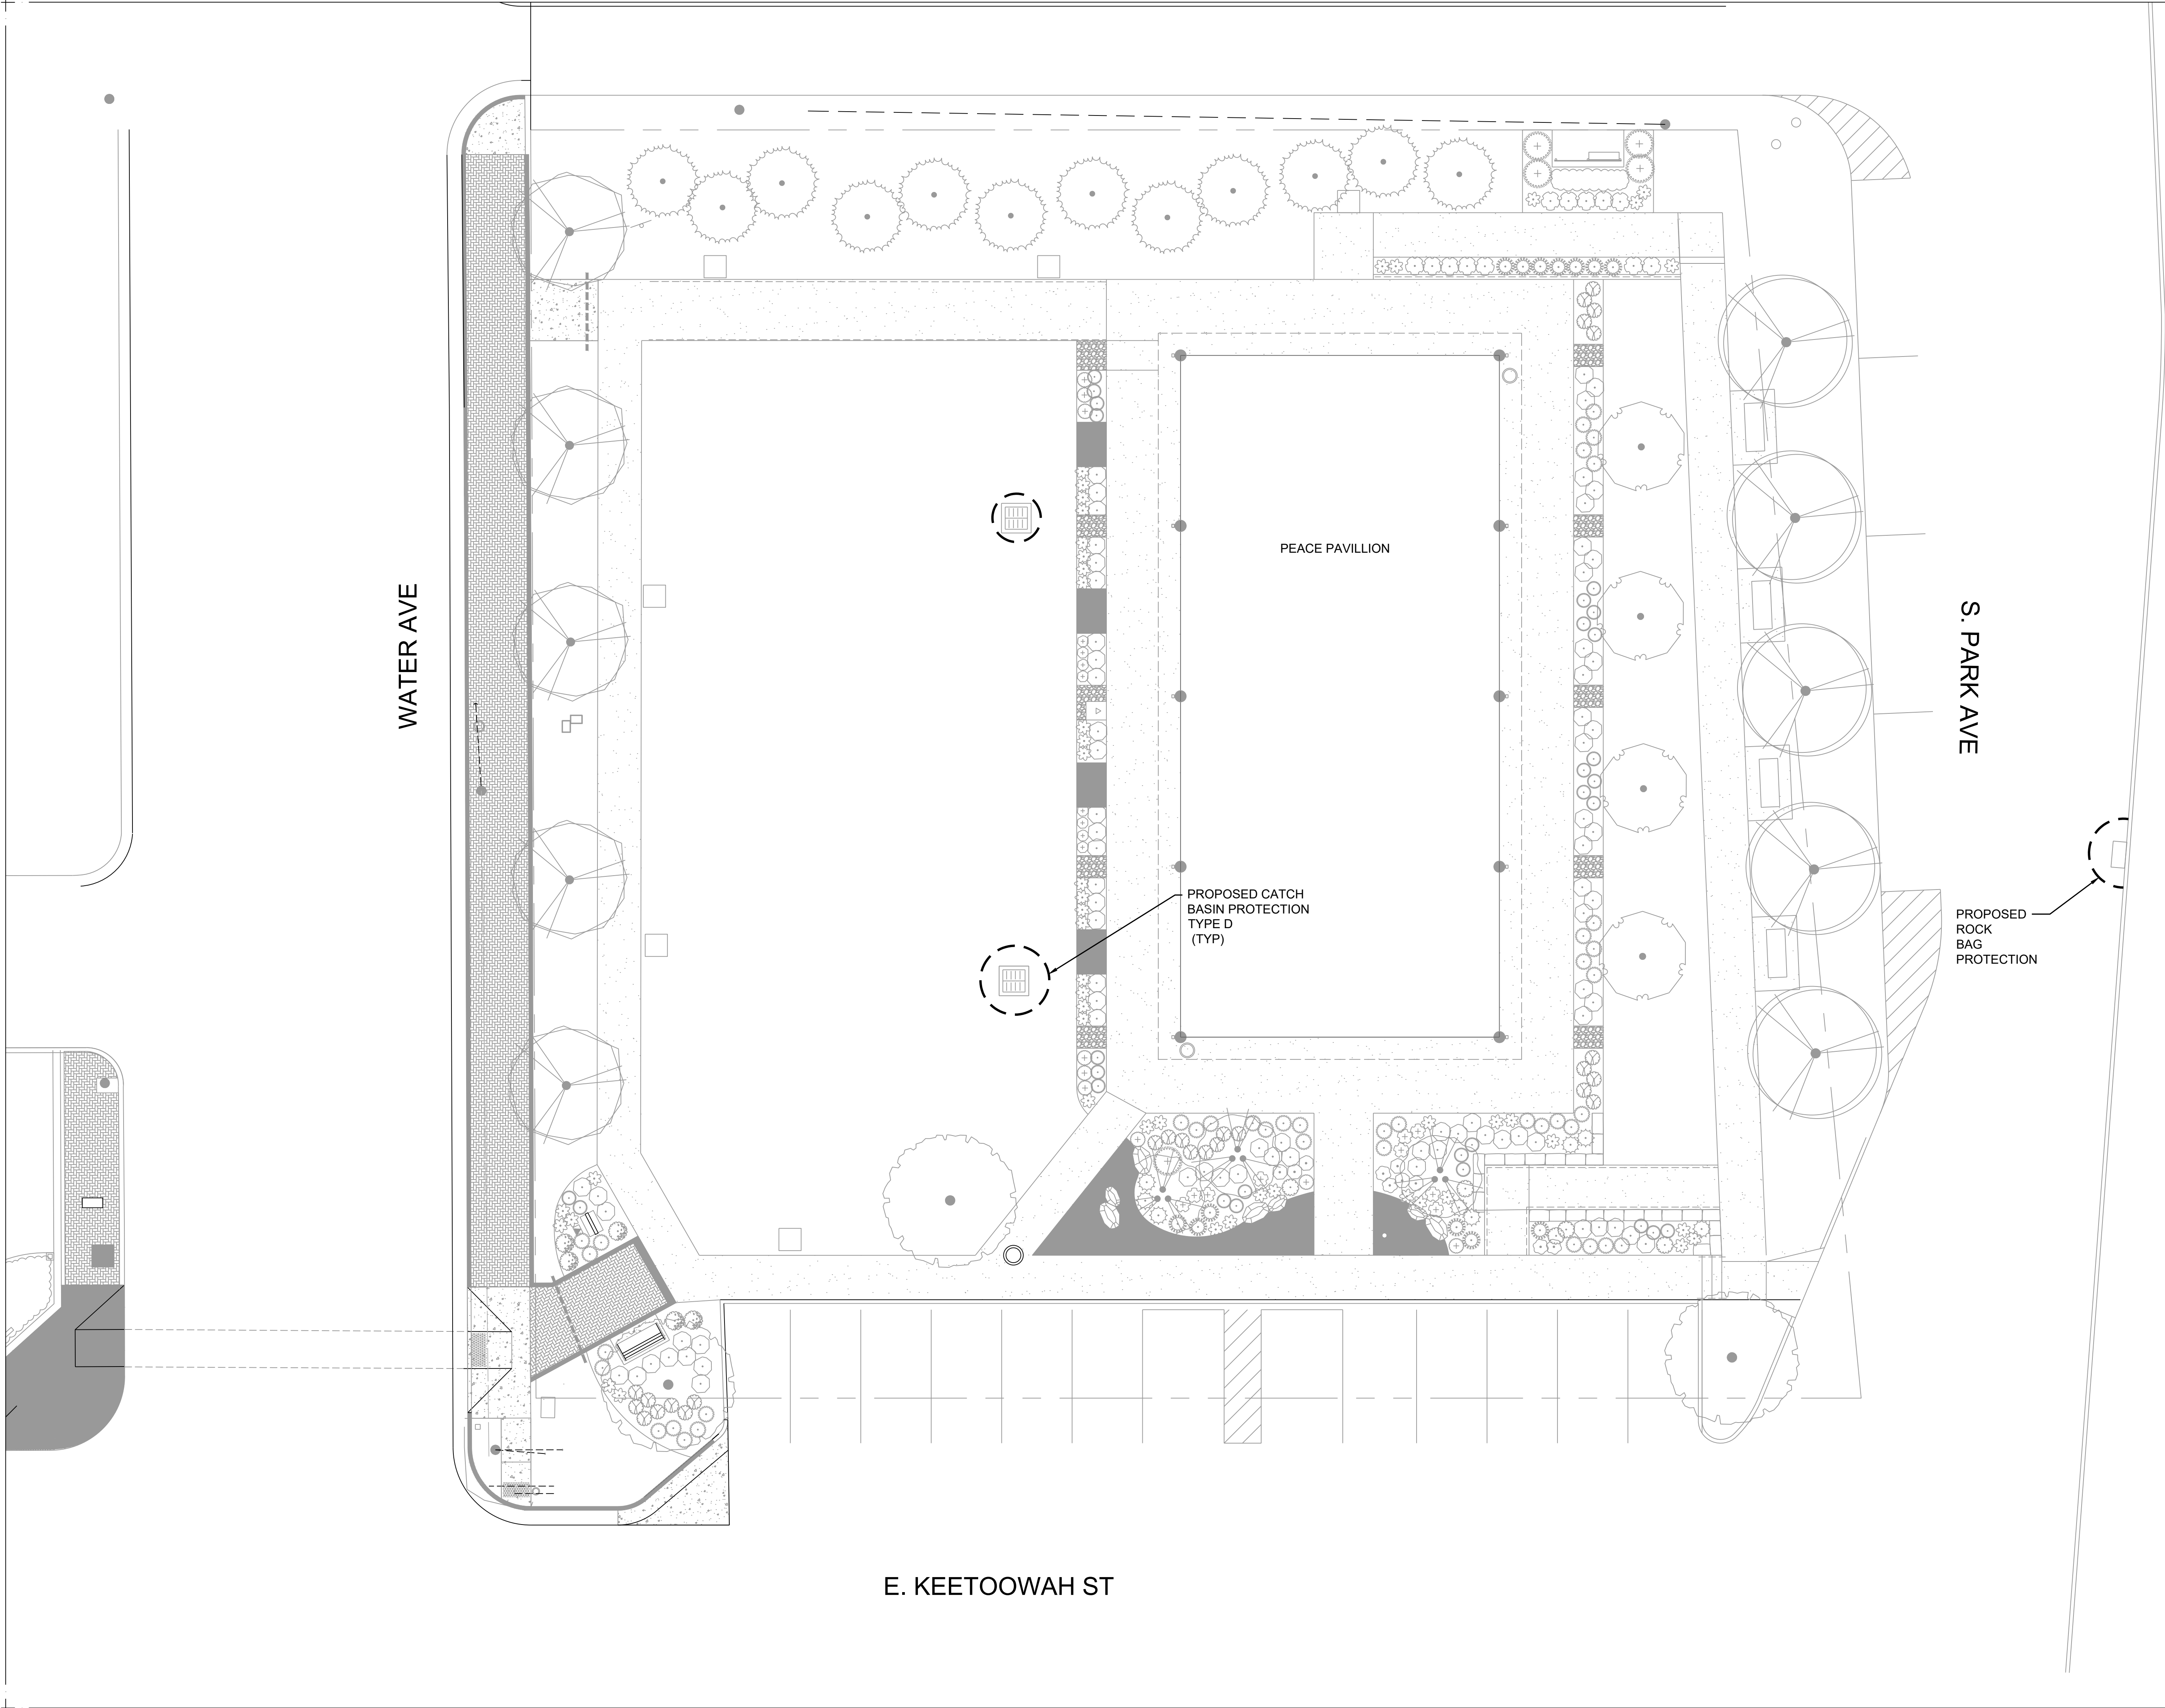 WATER AVE
PEACE PAVILLION
S. PARK AVE
PROPOSED CATCH
BASIN PROTECTION
TYPE D
(TYP)
PROPOSED
ROCK
BAG
PROTECTION
E. KEETOOWAH ST